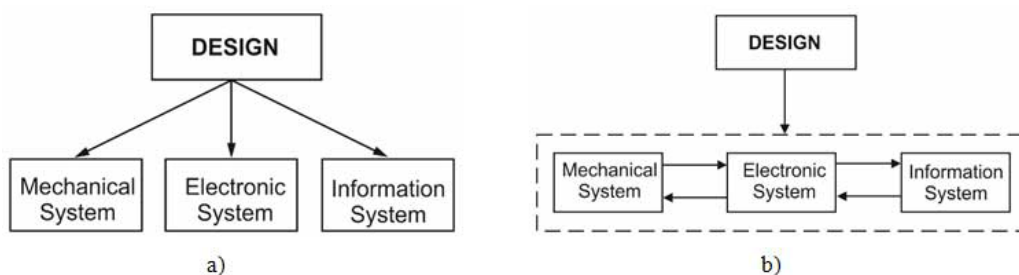 DESIGN
Mechanical
System
Electronic
System
Information
System
a)
DESIGN
Mechanical
System
Electronic
System
Information
System
b)